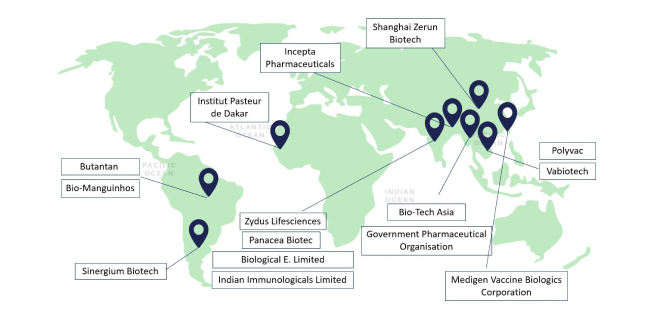 Shanghai Zerun
Biotech
Incepta
Pharmaceuticals
Institut Pasteur
de Dakar
ATLANTIC
OCEAN
Polyvac
Vabiotech
Butantan
Bio-Manguinhos
PACIFIC
OCEAN
INDIAN
OCEAN
Bio-Tech Asia
Zydus Lifesciences
Panacea Biotec
Biological E. Limited
Indian Immunologicals Limited
Government Pharmaceutical
Organisation
Sinergium Biotech
Medigen Vaccine Biologics
Corporation